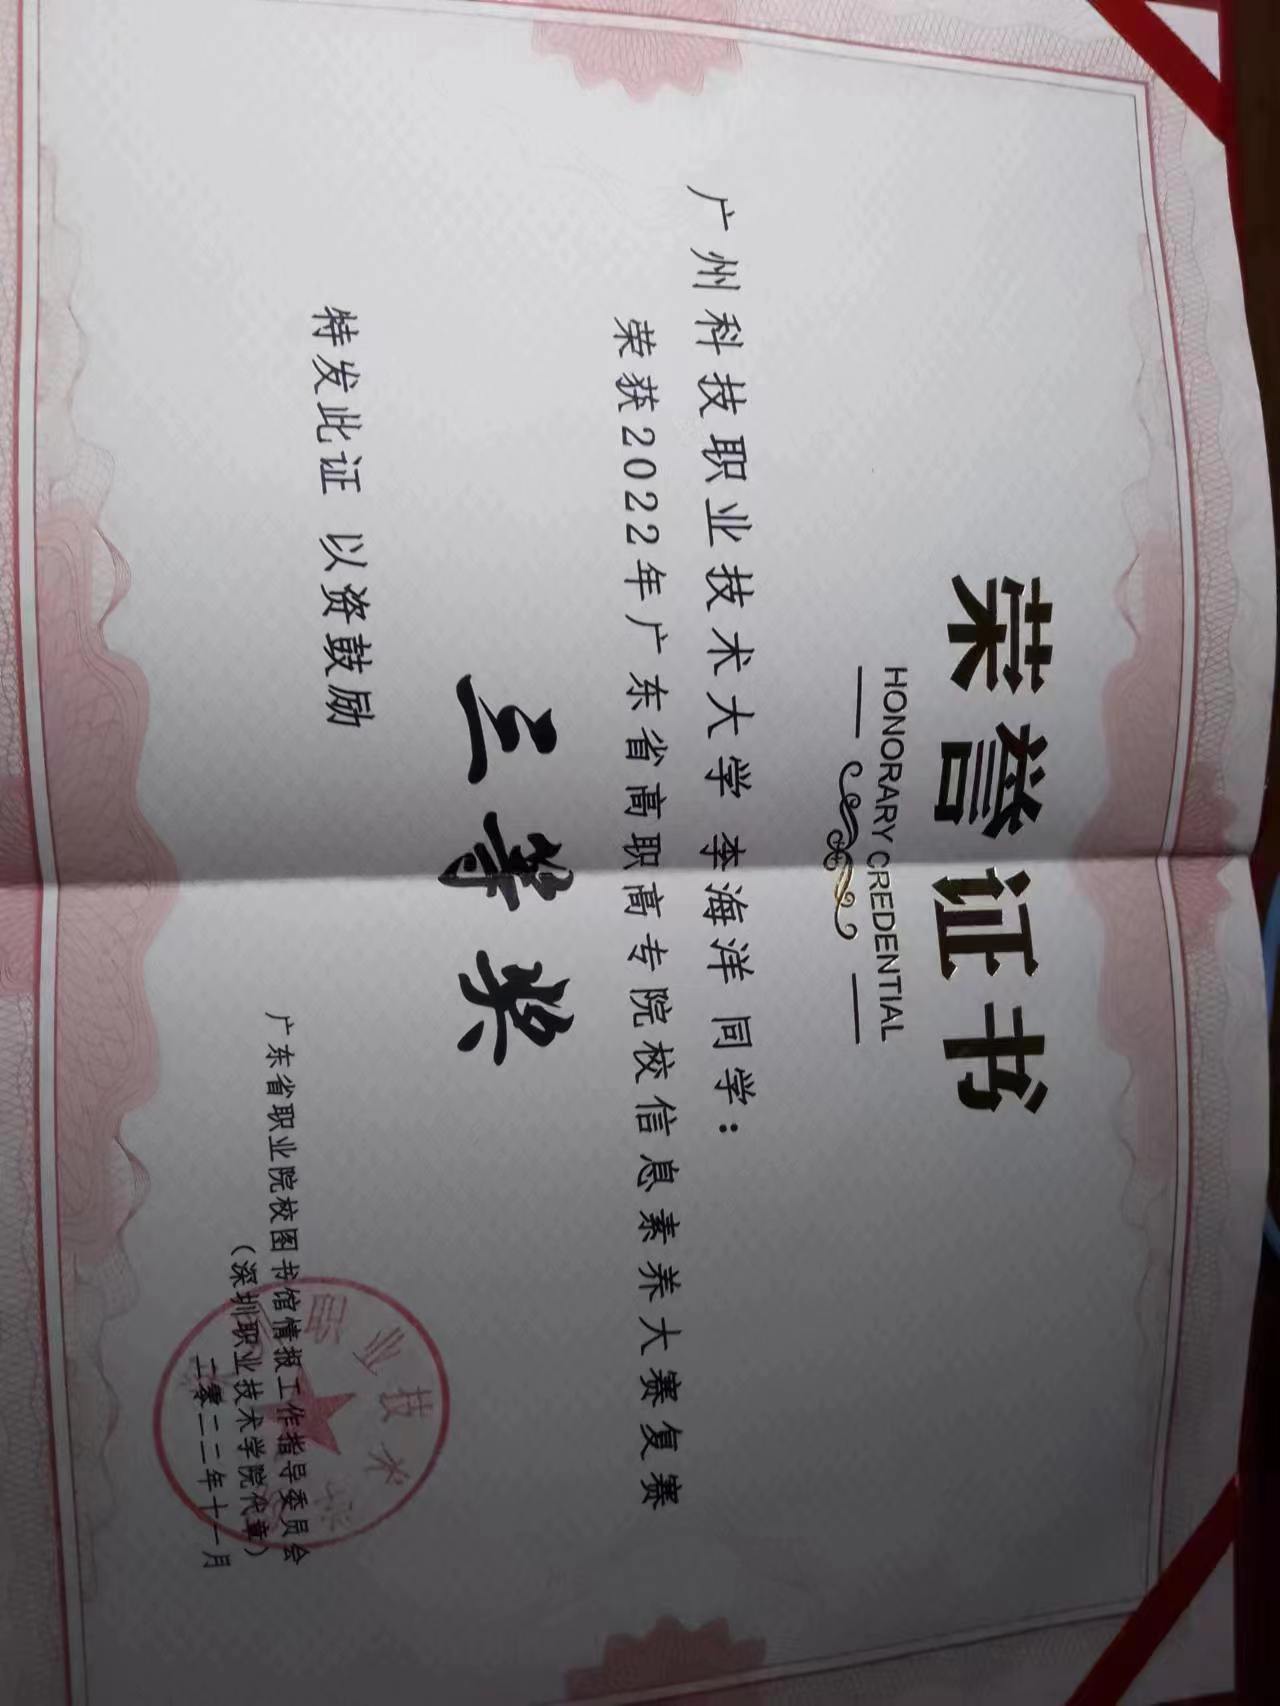 荣誉证书
HONORARY CREDENTIAL
广州科技职业技术大学 李海洋 同学：
荣获2022年广东省高职高专院校信息素养大赛复赛
三等奖
特发此证 以资鼓励
广东省职业院校图书馆情报工作指导委员会
（深圳职业技术学院代章）
二零二二年十一月
业技术